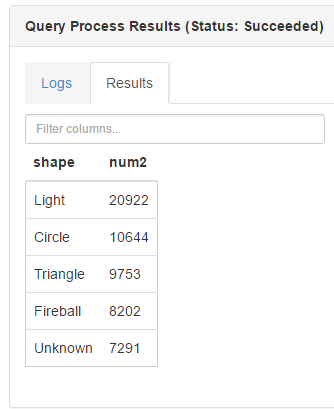 Query Process Results (Status: Succeeded)
Logs Results
Filter columns...
shape num2
Light 20922
Circle 10644
Triangle 9753
Fireball 8202
Unknown 7291